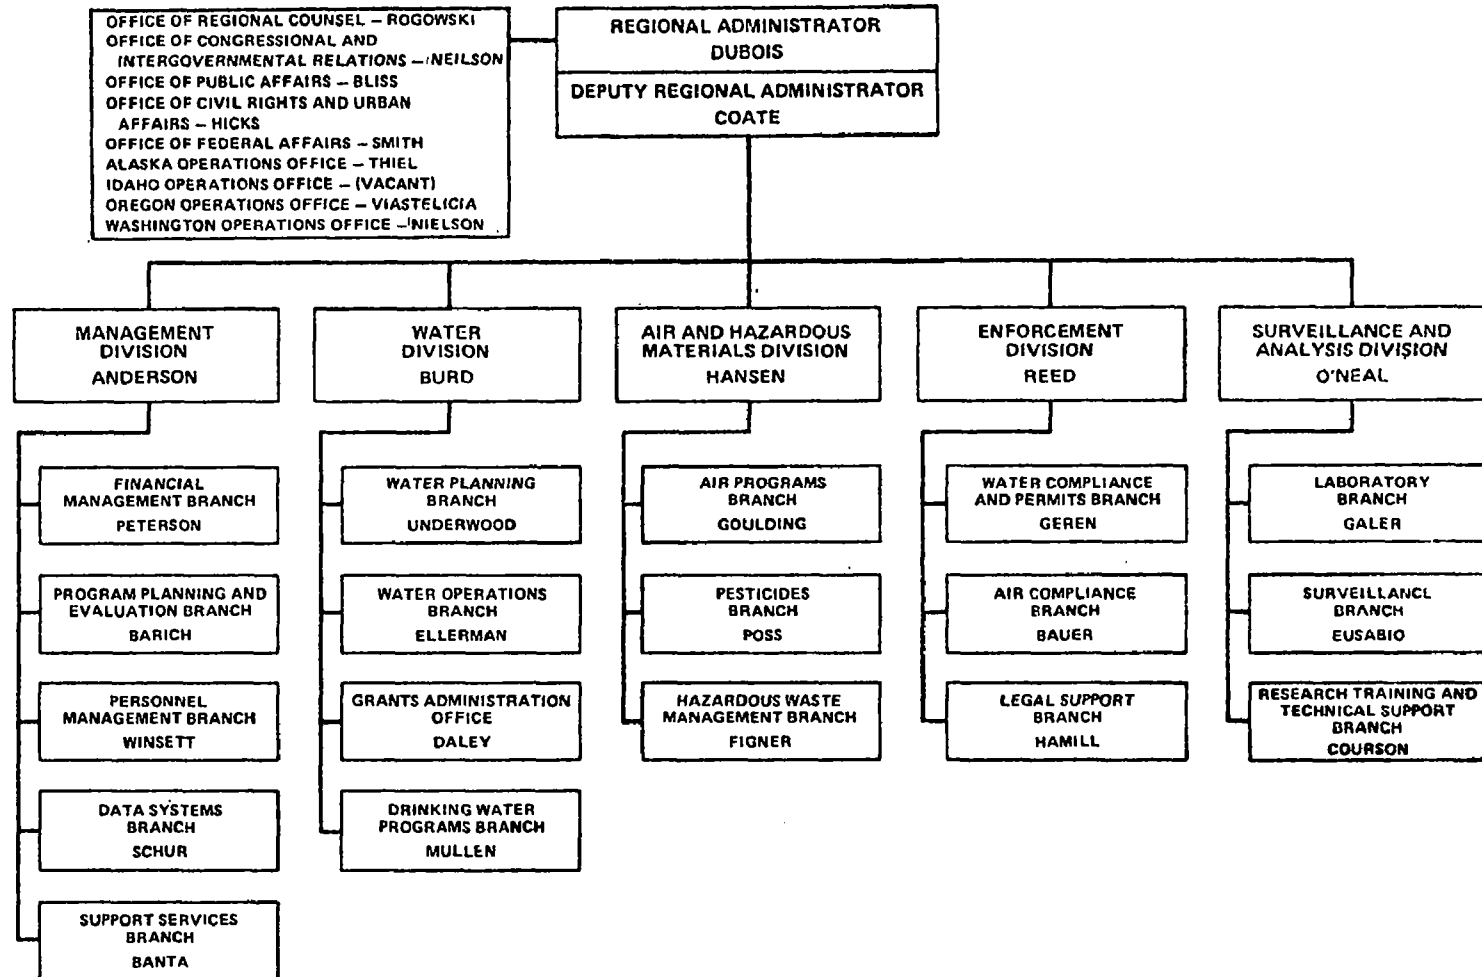 OFFICE OF REGIONAL COUNSEL – ROGOWSKI
OFFICE OF CONGRESSIONAL AND
INTERGOVERNMENTAL RELATIONS – NEILSON
OFFICE OF PUBLIC AFFAIRS – BLISS
OFFICE OF CIVIL RIGHTS AND URBAN
AFFAIRS – HICKS
OFFICE OF FEDERAL AFFAIRS – SMITH
ALASKA OPERATIONS OFFICE – THIEL
IDAHO OPERATIONS OFFICE – (VACANT)
OREGON OPERATIONS OFFICE – VIASTELICIA
WASHINGTON OPERATIONS OFFICE – NIELSON
REGIONAL ADMINISTRATOR
DUBOIS
DEPUTY REGIONAL ADMINISTRATOR
COATE
MANAGEMENT
DIVISION
ANDERSON
FINANCIAL
MANAGEMENT BRANCH
PETERSON
PROGRAM PLANNING AND
EVALUATION BRANCH
BARICH
PERSONNEL
MANAGEMENT BRANCH
WINSETT
DATA SYSTEMS
BRANCH
SCHUR
SUPPORT SERVICES
BRANCH
BANTA
WATER
DIVISION
BURD
WATER PLANNING
BRANCH
UNDERWOOD
WATER OPERATIONS
BRANCH
ELLERMAN
GRANTS ADMINISTRATION
OFFICE
DALEY
DRINKING WATER
PROGRAMS BRANCH
MULLEN
AIR AND HAZARDOUS
MATERIALS DIVISION
HANSEN
AIR PROGRAMS
BRANCH
GOULDING
PESTICIDES
BRANCH
POSS
HAZARDOUS WASTE
MANAGEMENT BRANCH
FIGNER
ENFORCEMENT
DIVISION
REED
WATER COMPLIANCE
AND PERMITS BRANCH
GEREN
AIR COMPLIANCE
BRANCH
BAUER
LEGAL SUPPORT
BRANCH
HAMILL
SURVEILLANCE AND
ANALYSIS DIVISION
O'NEAL
LABORATORY
BRANCH
GALER
SURVEILLANCE
BRANCH
EUSABIO
RESEARCH TRAINING AND
TECHNICAL SUPPORT
BRANCH
COURSON